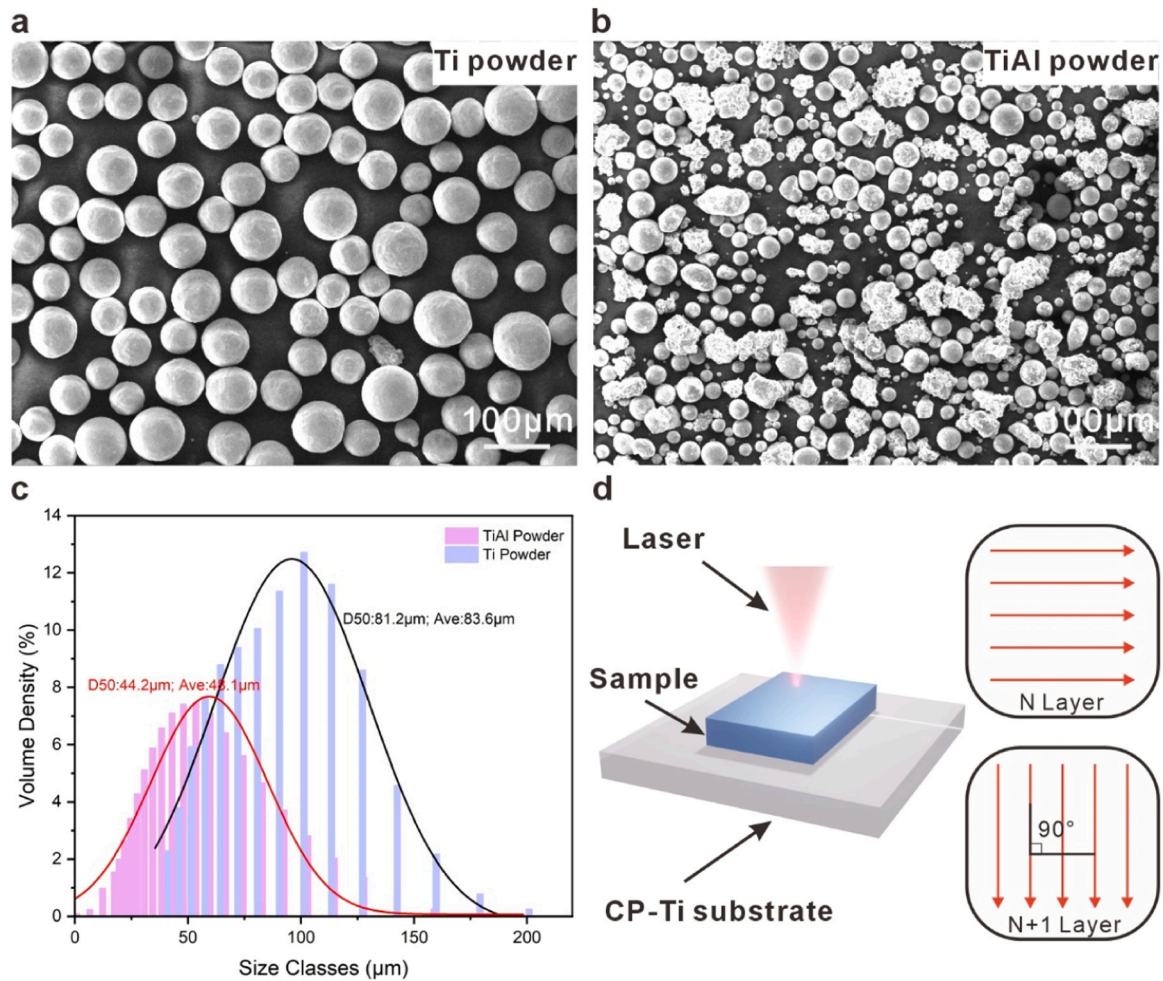 a
Ti powder
100μm
b
TiAl powder
100μm
c
14
12
10
8
6
4
2
0
0
50
100
150
200
Volume Density (%)
Size Classes (μm)
TiAl Powder
Ti Powder
D50:81.2μm; Ave:83.6μm
D50:44.2μm; Ave:48.1μm
d
Laser
Sample
CP-Ti substrate
N Layer
90°
N+1 Layer